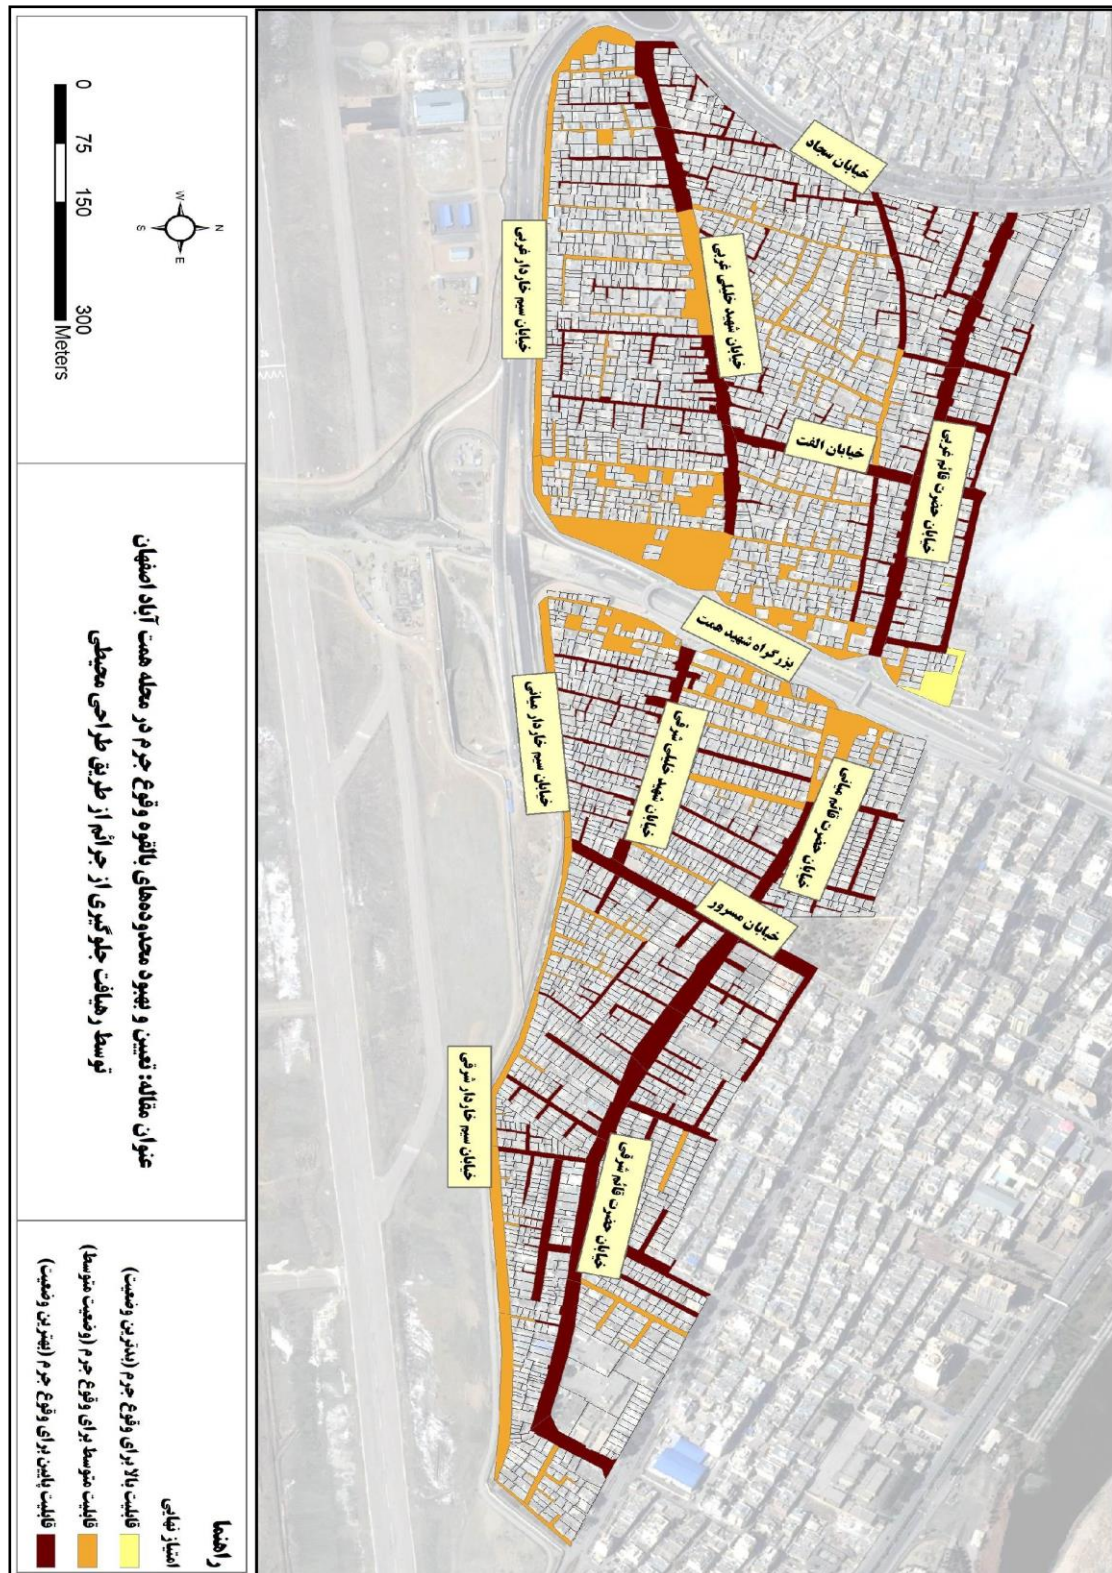 خیابان سجاد
خیابان حضرت قائم غربی
خیابان شهید خلیلی غربی
خیابان الفت
خیابان سیم خاردار غربی
بزرگراه شهید همت
خیابان حضرت قائم میانی
خیابان شهید خلیلی شرقی
خیابان سیم خاردار میانی
خیابان مسرور
خیابان حضرت قائم شرقی
خیابان سیم خاردار شرقی
N
W
E
S
0 75 150 300
Meters
عنوان مقاله: تعیین و بهبود محدوده‌های بالقوه وقوع جرم در محله همت آباد اصفهان
توسط رهیافت جلوگیری از جرائم از طریق طراحی محیطی
راهنما
امتیاز نهایی
قابلیت بالا برای وقوع جرم (بدترین وضعیت)
قابلیت متوسط برای وقوع جرم (وضعیت متوسط)
قابلیت پایین برای وقوع جرم (بهترین وضعیت)